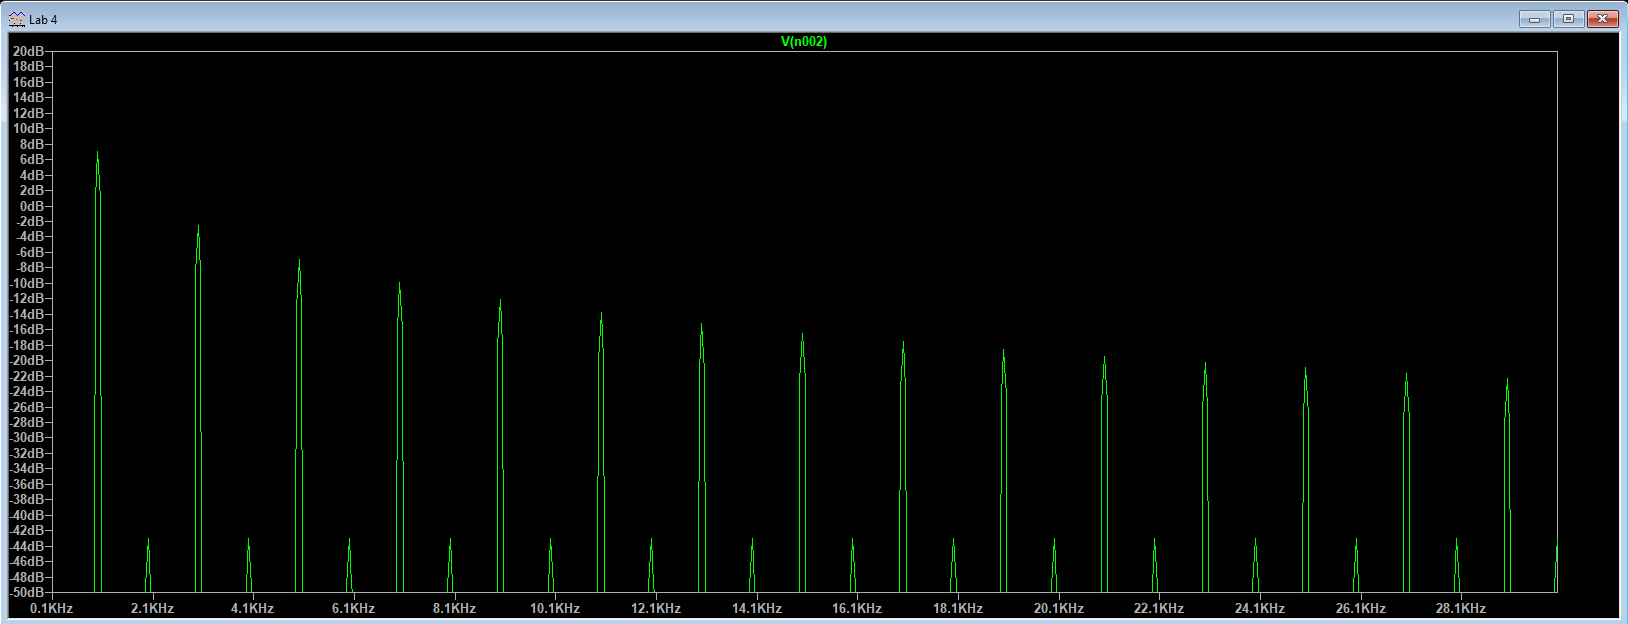 Lab 4
V(n002)
20dB
18dB
16dB
14dB
12dB
10dB
8dB
6dB
4dB
2dB
0dB
-2dB
-4dB
-6dB
-8dB
-10dB
-12dB
-14dB
-16dB
-18dB
-20dB
-22dB
-24dB
-26dB
-28dB
-30dB
-32dB
-34dB
-36dB
-38dB
-40dB
-42dB
-44dB
-46dB
-48dB
-50dB
0.1KHz 2.1KHz 4.1KHz 6.1KHz 8.1KHz 10.1KHz 12.1KHz 14.1KHz 16.1KHz 18.1KHz 20.1KHz 22.1KHz 24.1KHz 26.1KHz 28.1KHz